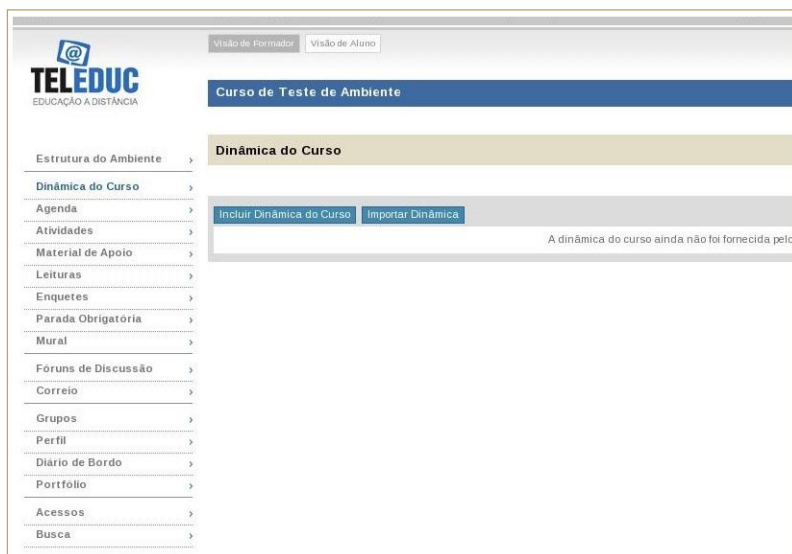 Visão de Formador Visão de Aluno
TELEDUC
EDUCAÇÃO A DISTÂNCIA
Curso de Teste de Ambiente
Dinâmica do Curso
Estrutura do Ambiente
Dinâmica do Curso
Agenda
Atividades
Material de Apoio
Leituras
Enquetes
Parada Obrigatória
Mural
Fóruns de Discussão
Correio
Grupos
Perfil
Diário de Bordo
Portfólio
Acessos
Busca
Incluir Dinâmica do Curso Importar Dinâmica
A dinâmica do curso ainda não foi fornecida pelo